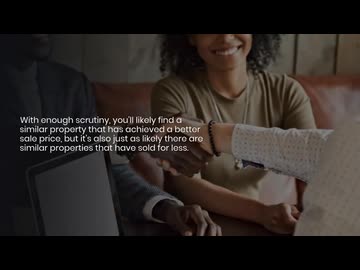 With enough scrutiny, you'll likely find a
similar property that has achieved a better
sale price, but it's also just as likely there are
similar properties that have sold for less.